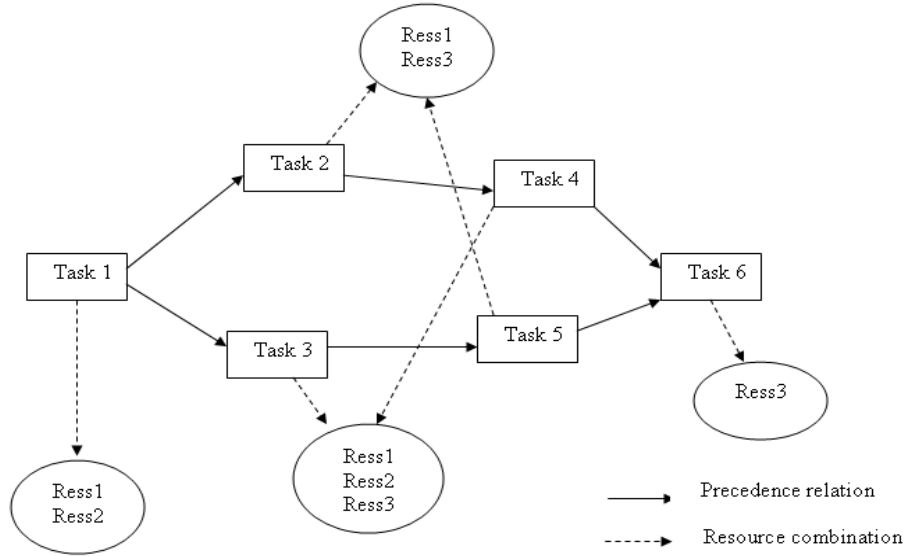 Ress1
Ress3
Task 2
Task 4
Task 1
Task 6
Task 3
Task 5
Ress3
Ress1
Ress2
Ress3
Ress1
Ress2
Precedence relation
Resource combination